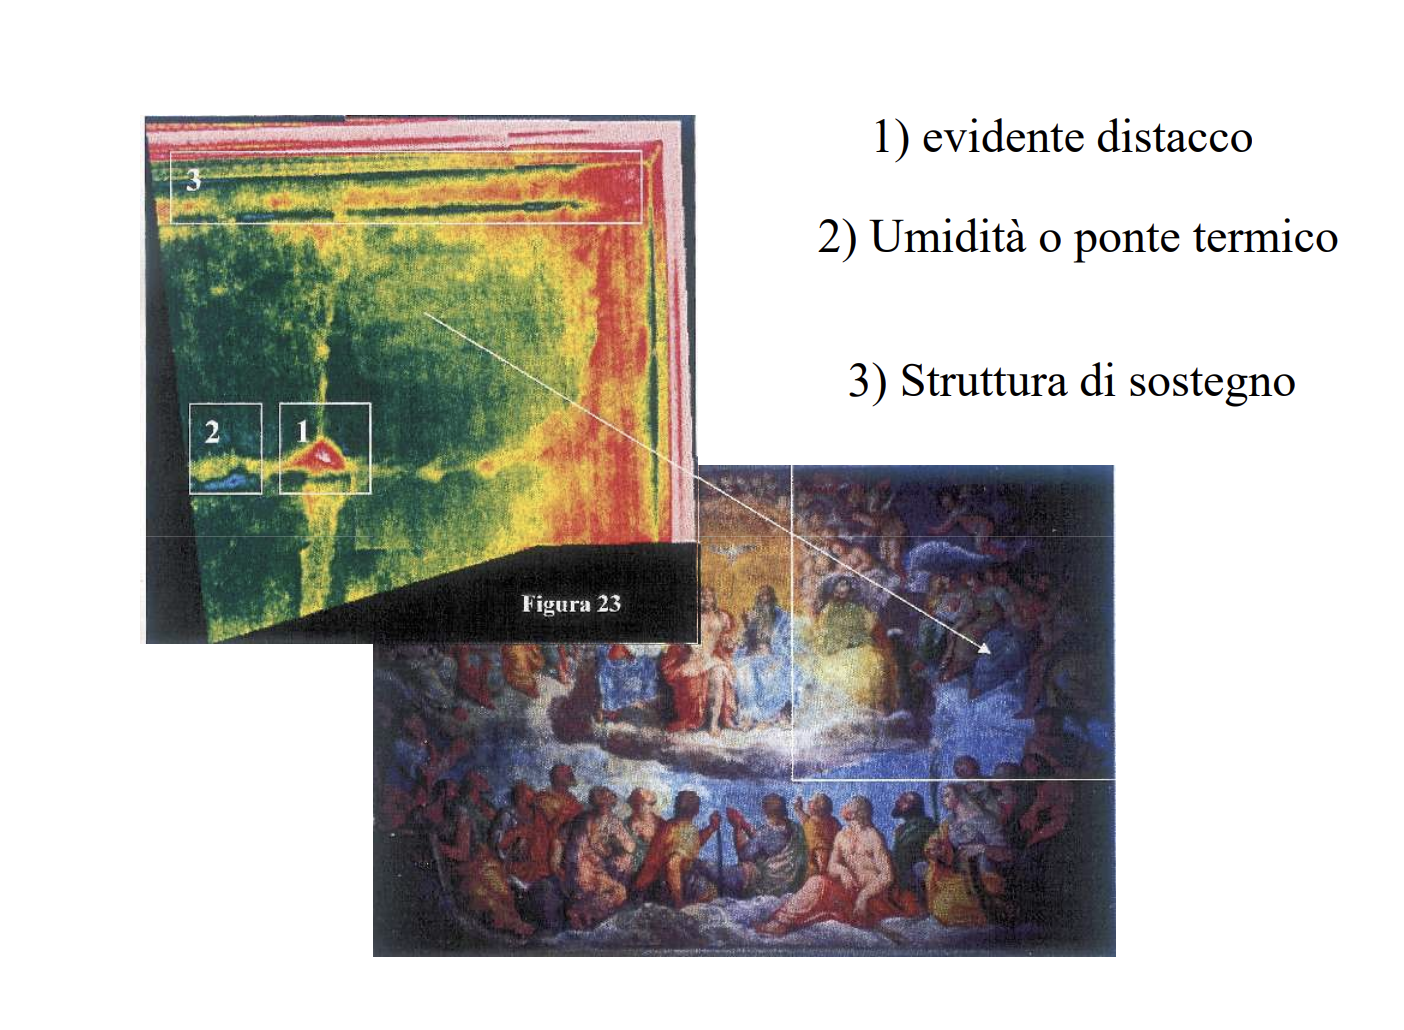 1) evidente distacco
3
2) Umidità o ponte termico
3) Struttura di sostegno
2
1
Figura 23